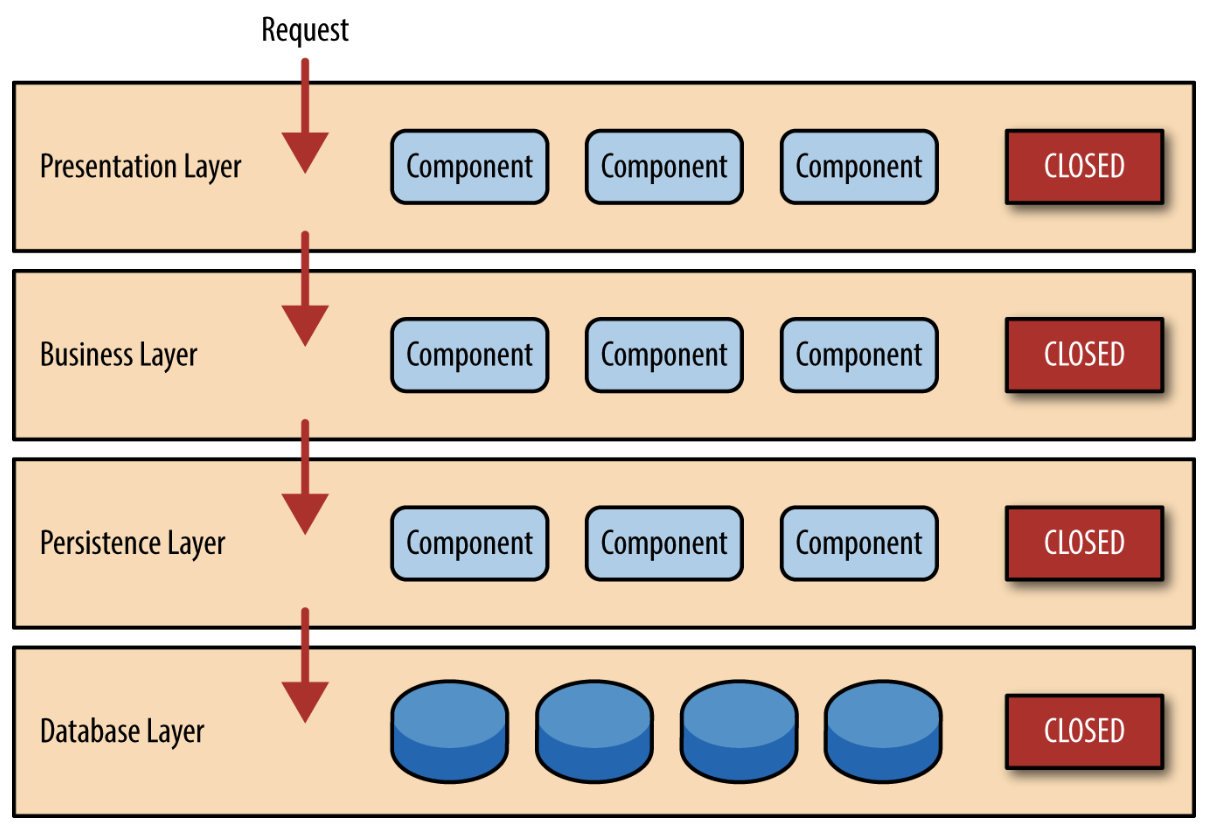 Request
Presentation Layer
Component
Component
Component
CLOSED
Business Layer
Component
Component
Component
CLOSED
Persistence Layer
Component
Component
Component
CLOSED
Database Layer
CLOSED